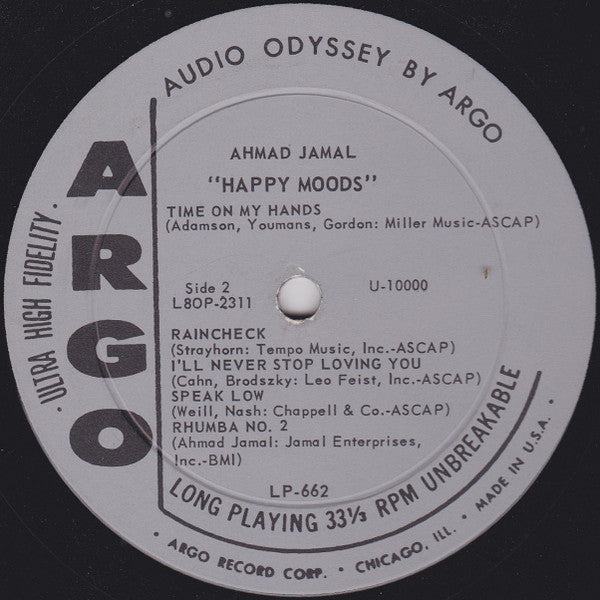 AUDIO ODYSSEY BY ARGO
ARGO
· ULTRA HIGH FIDELITY ·
AHMAD JAMAL
"HAPPY MOODS"
TIME ON MY HANDS
(Adamson, Youmans, Gordon: Miller Music-ASCAP)
Side 2
U-10000
L8OP-2311
RAINCHECK
(Strayhorn: Tempo Music, Inc.-ASCAP)
I'LL NEVER STOP LOVING YOU
(Cahn, Brodszky: Leo Feist, Inc.-ASCAP)
SPEAK LOW
(Weill, Nash: Chappell & Co.-ASCAP)
RHUMBA NO. 2
(Ahmad Jamal: Jamal Enterprises,
Inc.-BMI)
LP-662
LONG PLAYING 33⅓ RPM UNBREAKABLE
· ARGO RECORD CORP. · CHICAGO, ILL. · MADE IN U.S.A. ·